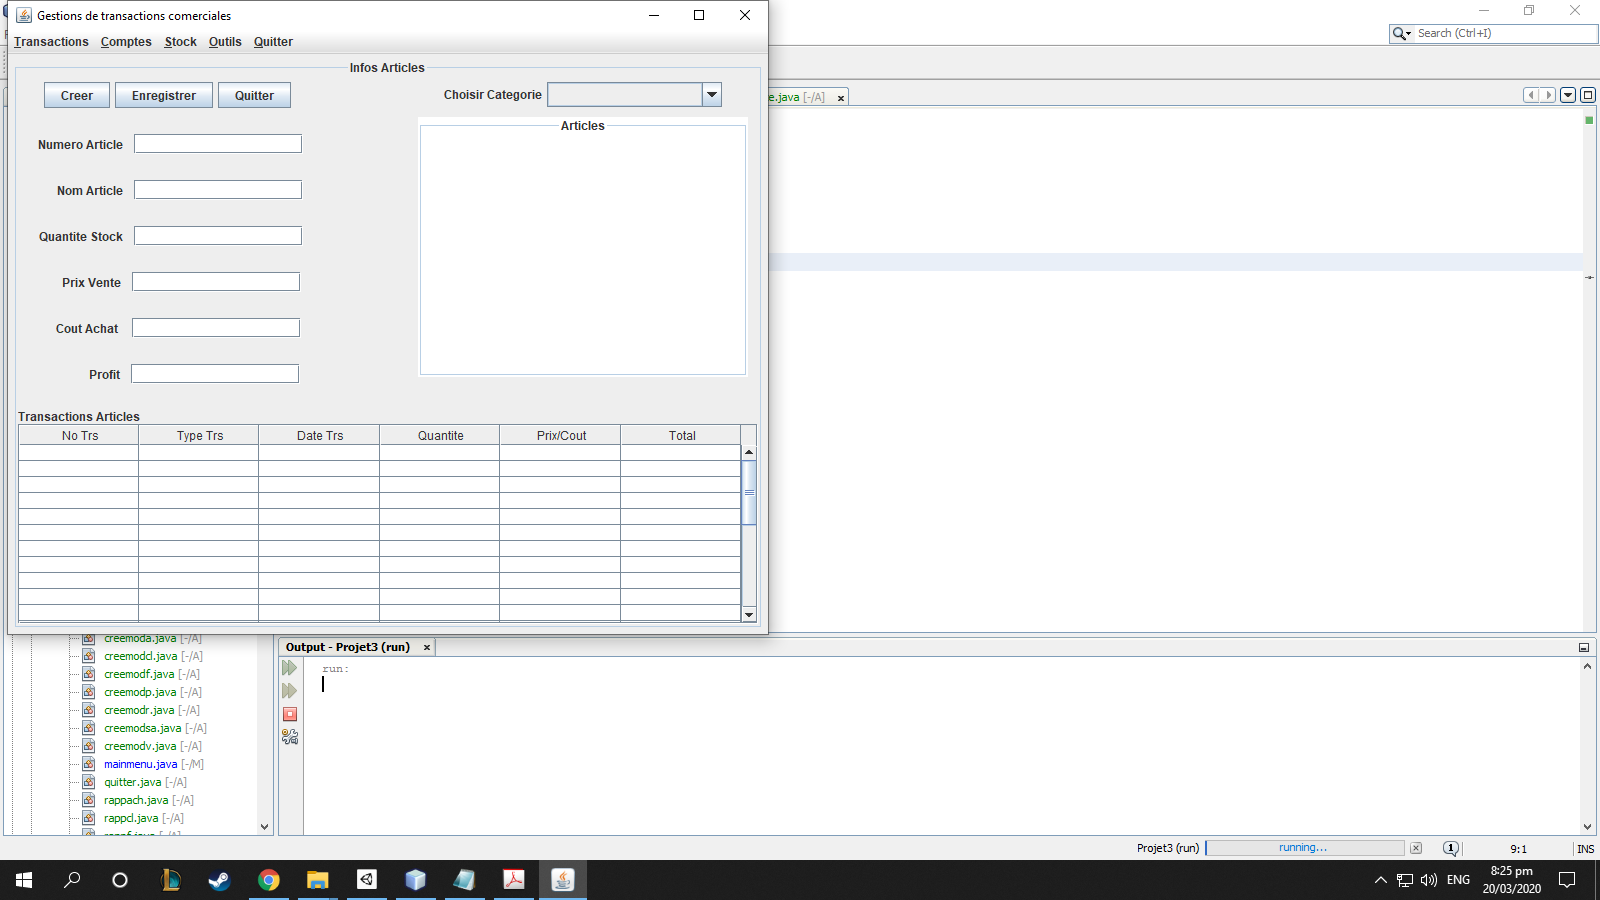 Gestions de transactions comerciales
Transactions Comptes Stock Outils Quitter
Search (Ctrl+I)
Infos Articles
Creer Enregistrer Quitter
Choisir Categorie
e.java [-/A]
Articles
Numero Article
Nom Article
Quantite Stock
Prix Vente
Cout Achat
Profit
Transactions Articles
No Trs Type Trs Date Trs Quantite Prix/Cout Total
creemoda.java [-/A]
creemodcl.java [-/A]
creemodf.java [-/A]
creemodp.java [-/A]
creemodr.java [-/A]
creemodsa.java [-/A]
creemodv.java [-/A]
mainmenu.java [-/M]
quitter.java [-/A]
rappach.java [-/A]
rappcl.java [-/A]
Output - Projet3 (run)
run:
Projet3 (run) running... 1 9:1 INS
ENG 8:25 pm
20/03/2020